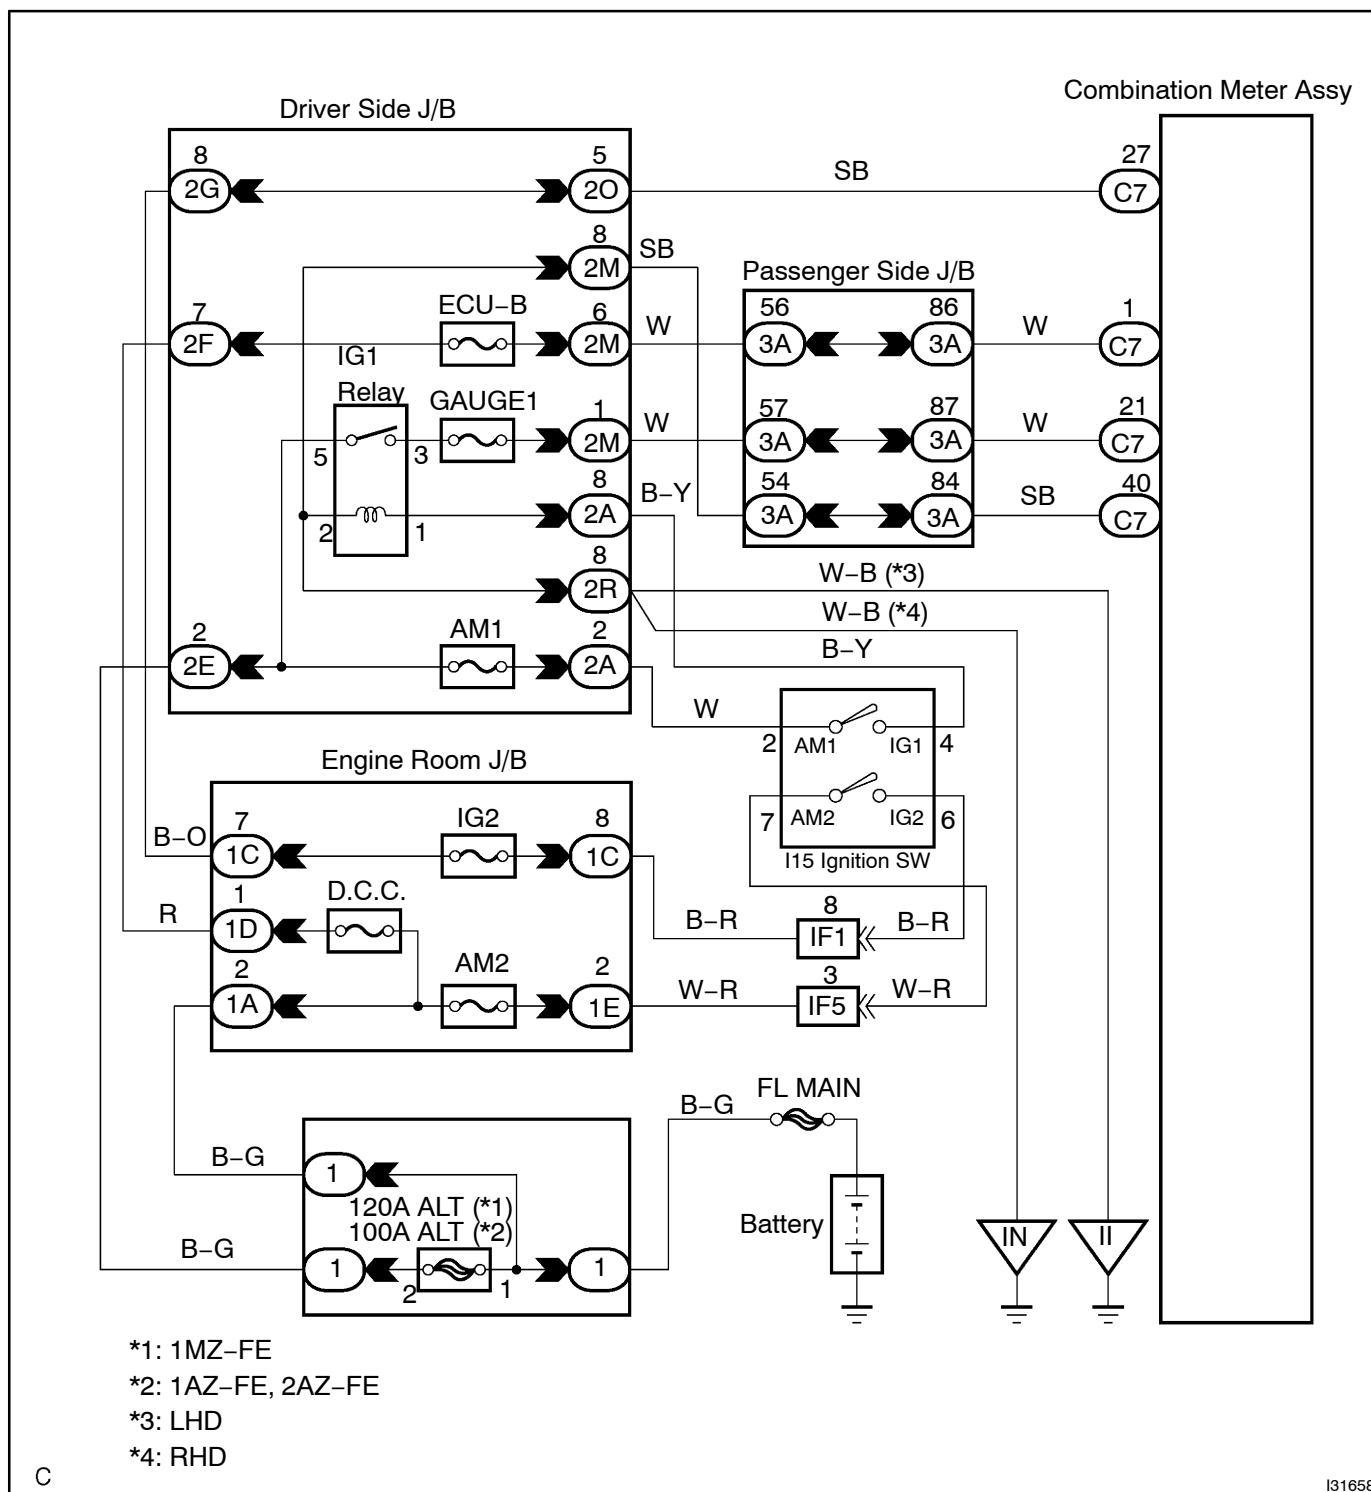 Combination Meter Assy
Driver Side J/B
8
5
27
2G
2O
SB
C7
8
2M
SB
Passenger Side J/B
7
ECU−B
6
56
86
1
2F
2M
W
3A
3A
W
C7
IG1
Relay
GAUGE1
1
57
87
21
5
3
2M
W
3A
3A
W
C7
8
B−Y
54
84
40
2
1
2A
3A
3A
SB
C7
8
2R
W−B (*3)
W−B (*4)
2
AM1
2
B−Y
2E
2A
W
2
AM1
IG1
4
Engine Room J/B
7
AM2
IG2
6
I15 Ignition SW
B−O
7
IG2
8
1C
1C
1
D.C.C.
R
1D
B−R
8
IF1
B−R
2
AM2
2
1A
1E
W−R
3
IF5
W−R
FL MAIN
B−G
B−G
1
120A ALT (*1)
100A ALT (*2)
Battery
IN
II
B−G
1
2
1
1
*1: 1MZ−FE
*2: 1AZ−FE, 2AZ−FE
*3: LHD
*4: RHD
C
I31658